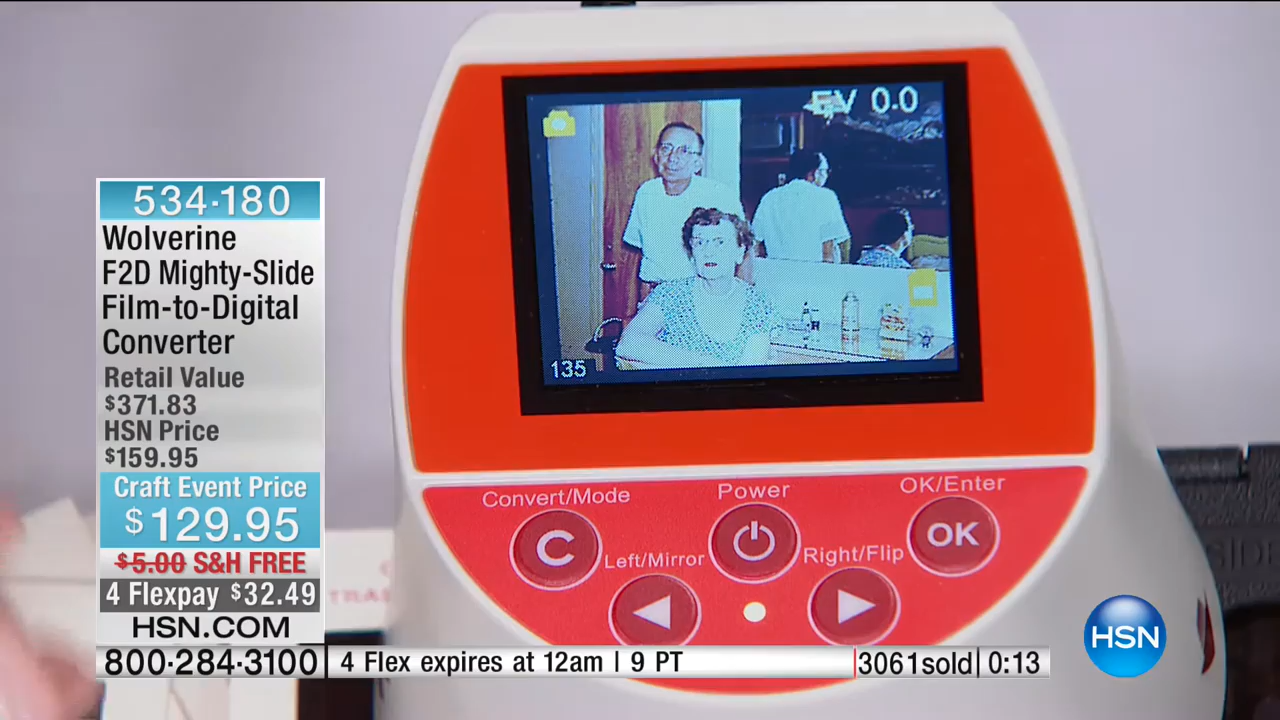 534·180
Wolverine
F2D Mighty-Slide
Film-to-Digital
Converter
Retail Value
$371.83
HSN Price
$159.95
Craft Event Price
$129.95
$5.00 S&H FREE
4 Flexpay $32.49
HSN.COM
800·284·3100
4 Flex expires at 12am | 9 PT
3061sold
0:13
EV 0.0
135
Convert/Mode
Power
OK/Enter
C
OK
Left/Mirror
Right/Flip
HSN